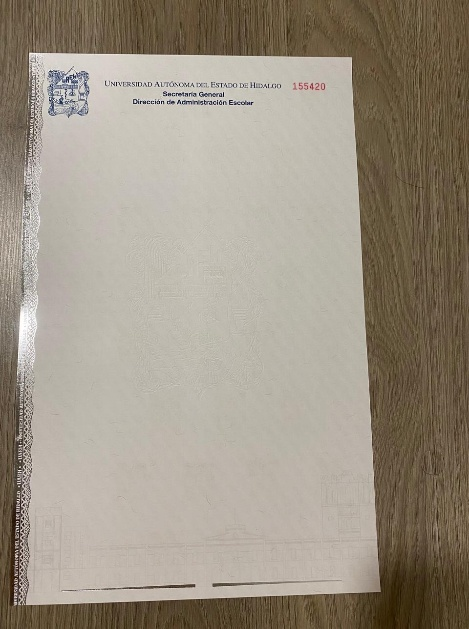 UNIVERSIDAD AUTÓNOMA DEL ESTADO DE HIDALGO 155420
Secretaría General
Dirección de Administración Escolar